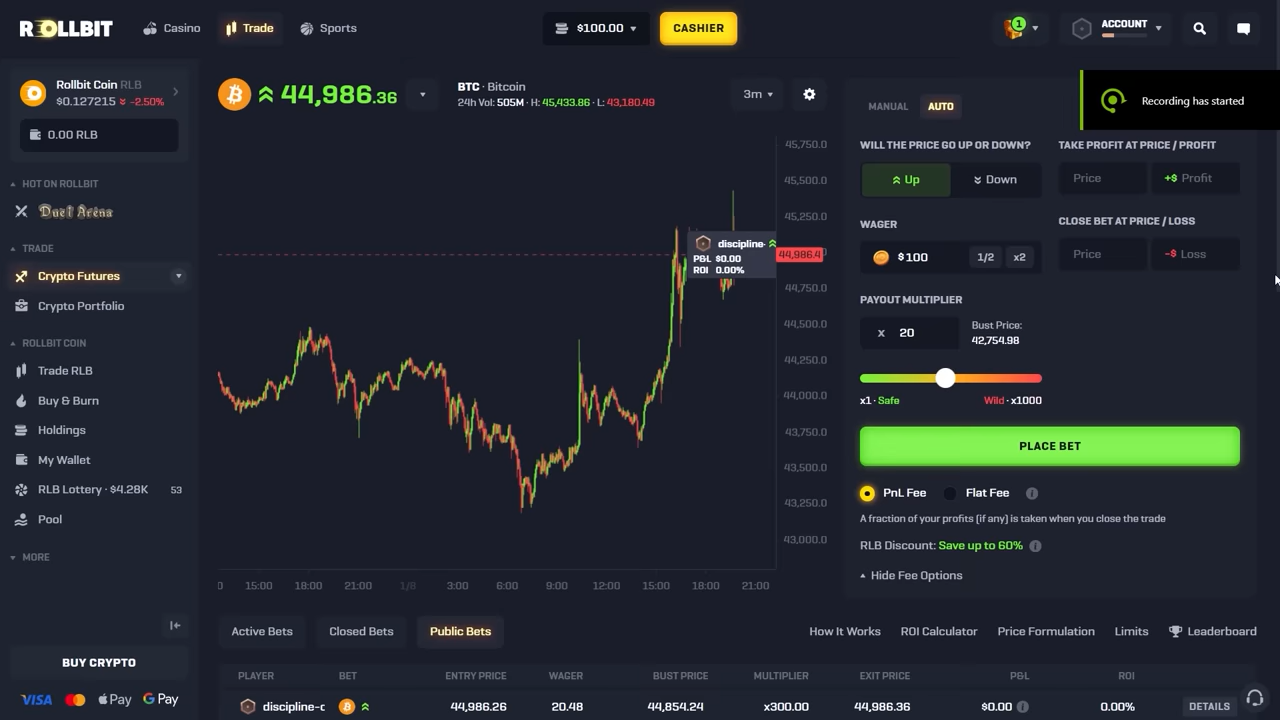 ROLLBIT
Casino
Trade
Sports
$100.00
CASHIER
1
ACCOUNT
Recording has started
Rollbit Coin RLB
$0.127215 -2.50%
0.00 RLB
HOT ON ROLLBIT
Duel Arena
TRADE
Crypto Futures
Crypto Portfolio
ROLLBIT COIN
Trade RLB
Buy & Burn
Holdings
My Wallet
RLB Lottery · $4.28K 53
Pool
MORE
BUY CRYPTO
VISA
Apple Pay
G Pay
44,986.36
BTC · Bitcoin
24h Vol: 505M · H: 45,433.86 · L: 43,180.49
3m
45,750.0
45,500.0
45,250.0
44,986.4
44,750.0
44,500.0
44,250.0
44,000.0
43,750.0
43,500.0
43,250.0
43,000.0
discipline-
P&L $0.00
ROI 0.00%
0 15:00 18:00 21:00 1/8 3:00 6:00 9:00 12:00 15:00 18:00 21:00
MANUAL AUTO
WILL THE PRICE GO UP OR DOWN?
Up Down
TAKE PROFIT AT PRICE / PROFIT
Price +$ Profit
WAGER
$100 1/2 x2
CLOSE BET AT PRICE / LOSS
Price -$ Loss
PAYOUT MULTIPLIER
x 20
Bust Price:
42,754.98
x1 · Safe Wild · x1000
PLACE BET
PnL Fee Flat Fee
A fraction of your profits [if any] is taken when you close the trade
RLB Discount: Save up to 60%
Hide Fee Options
Active Bets Closed Bets Public Bets
How It Works ROI Calculator Price Formulation Limits Leaderboard
PLAYER BET ENTRY PRICE WAGER BUST PRICE MULTIPLIER EXIT PRICE P&L ROI
discipline-c 44,986.26 20.48 44,854.24 x300.00 44,986.36 $0.00 0.00% DETAILS